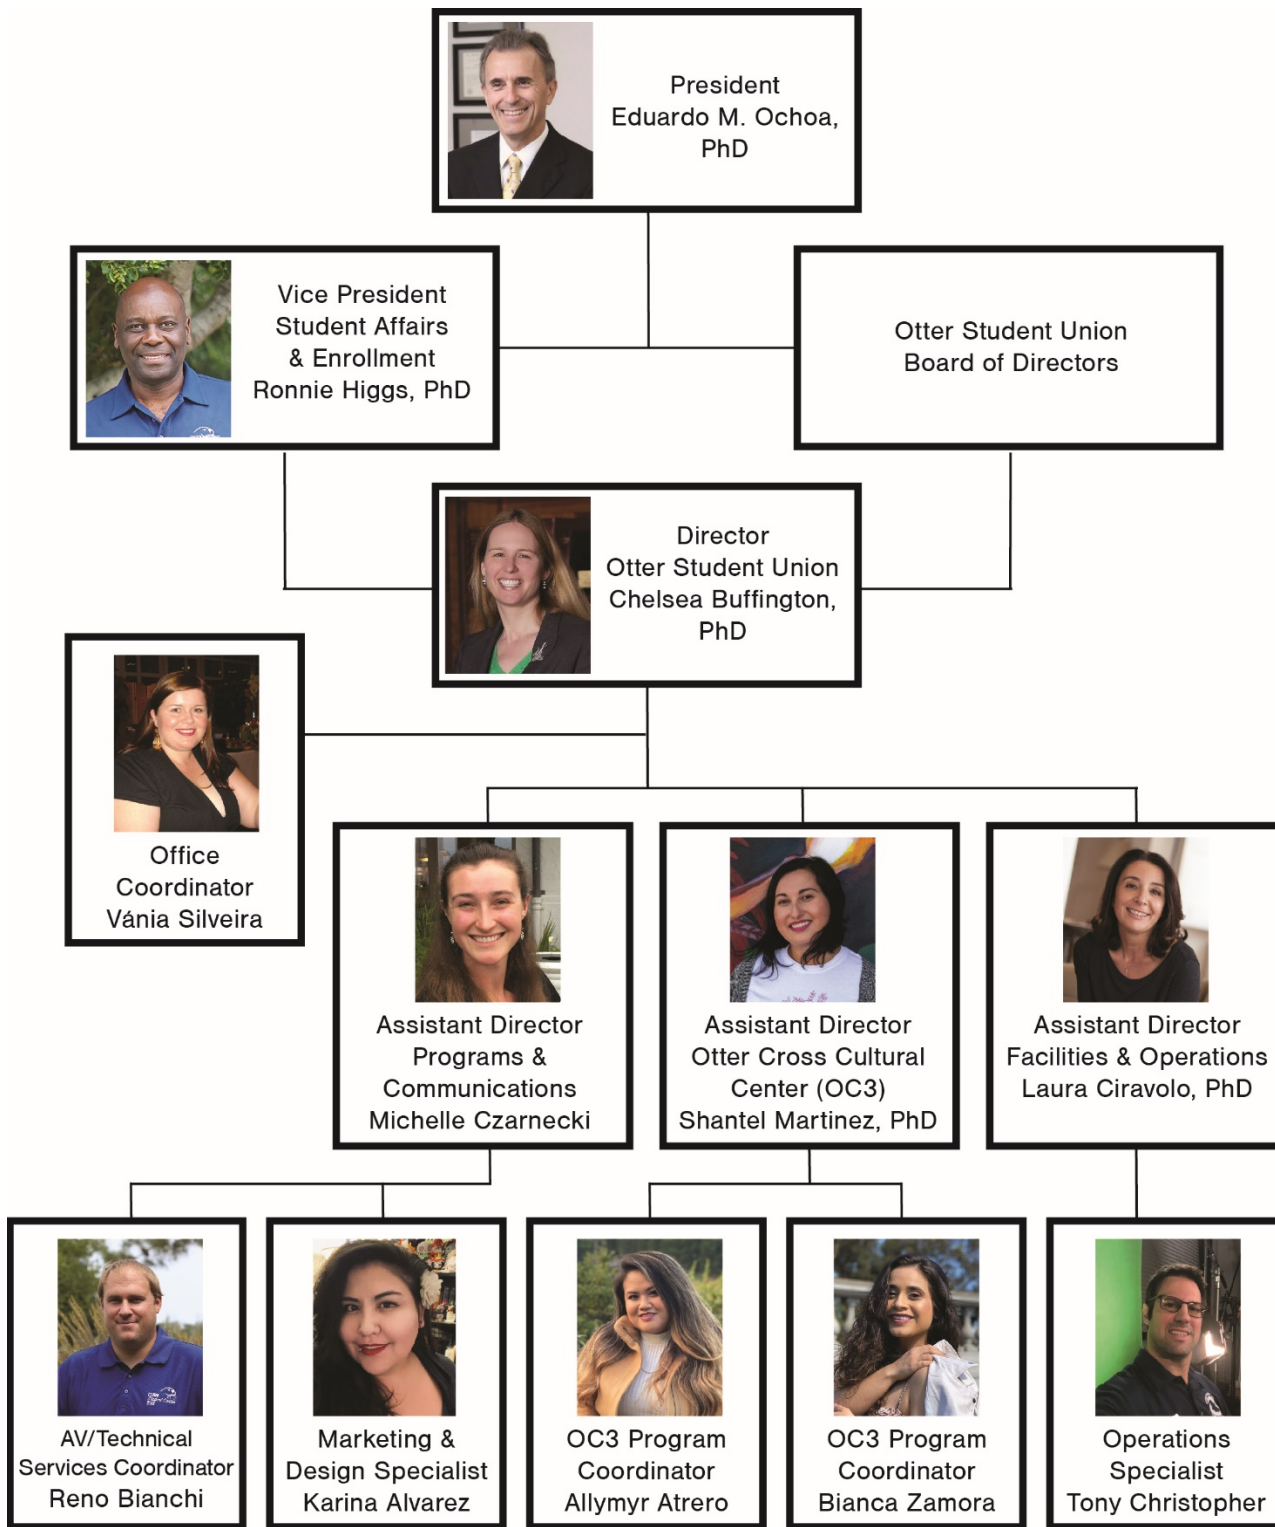 President
Eduardo M. Ochoa,
PhD
Vice President
Student Affairs
& Enrollment
Ronnie Higgs, PhD
Otter Student Union
Board of Directors
Director
Otter Student Union
Chelsea Buffington,
PhD
Office
Coordinator
Vánia Silveira
Assistant Director
Programs &
Communications
Michelle Czarnecki
Assistant Director
Otter Cross Cultural
Center (OC3)
Shantel Martinez, PhD
Assistant Director
Facilities & Operations
Laura Ciravolo, PhD
AV/Technical
Services Coordinator
Reno Bianchi
Marketing &
Design Specialist
Karina Alvarez
OC3 Program
Coordinator
Allymyr Atrero
OC3 Program
Coordinator
Bianca Zamora
Operations
Specialist
Tony Christopher